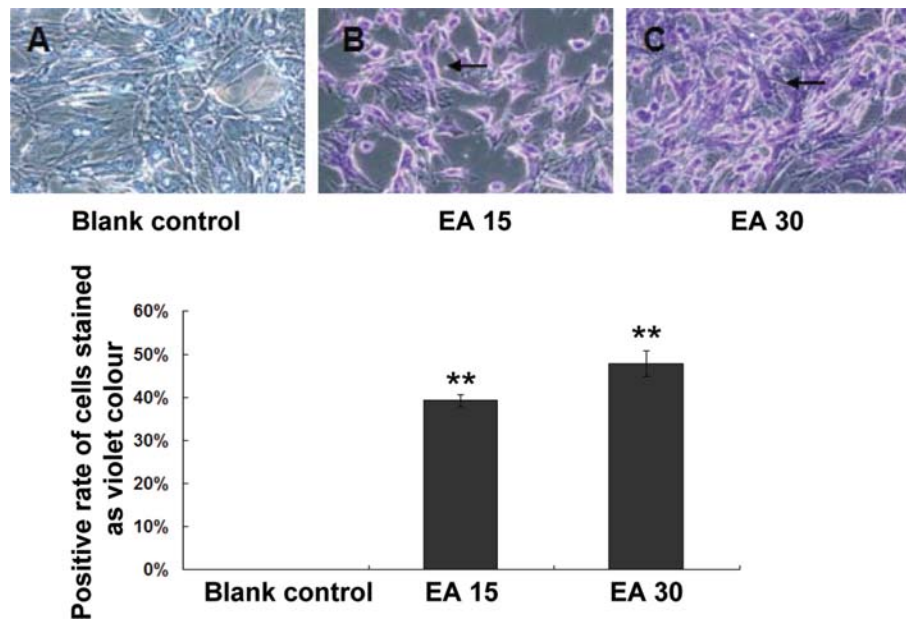 A
B
C
Blank control
EA 15
EA 30
Positive rate of cells stained
as violet colour
60%
50%
40%
30%
20%
10%
0%
**
**
Blank control
EA 15
EA 30